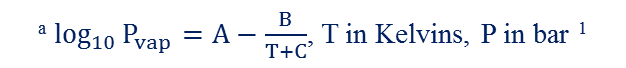 ᵃ log₁₀ Pᵥₐₚ = A − B/(T+C), T in Kelvins, P in bar ¹